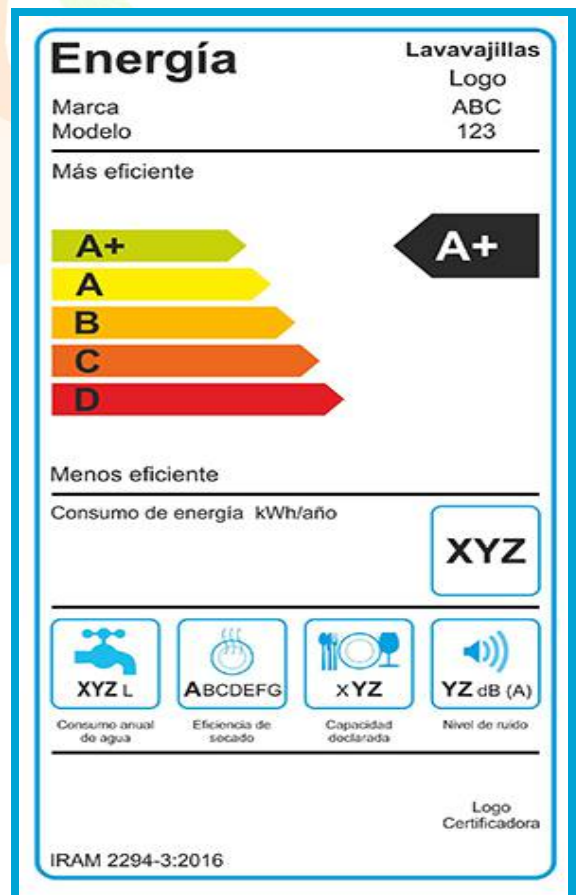 Energía
Lavavajillas
Logo
Marca ABC
Modelo 123
Más eficiente
A+ A+
A
B
C
D
Menos eficiente
Consumo de energía kWh/año
XYZ
XYZ L
Consumo anual
de agua
ABCDEFG
Eficiencia de
secado
XYZ
Capacidad
declarada
YZ dB (A)
Nivel de ruido
Logo
Certificadora
IRAM 2294-3:2016